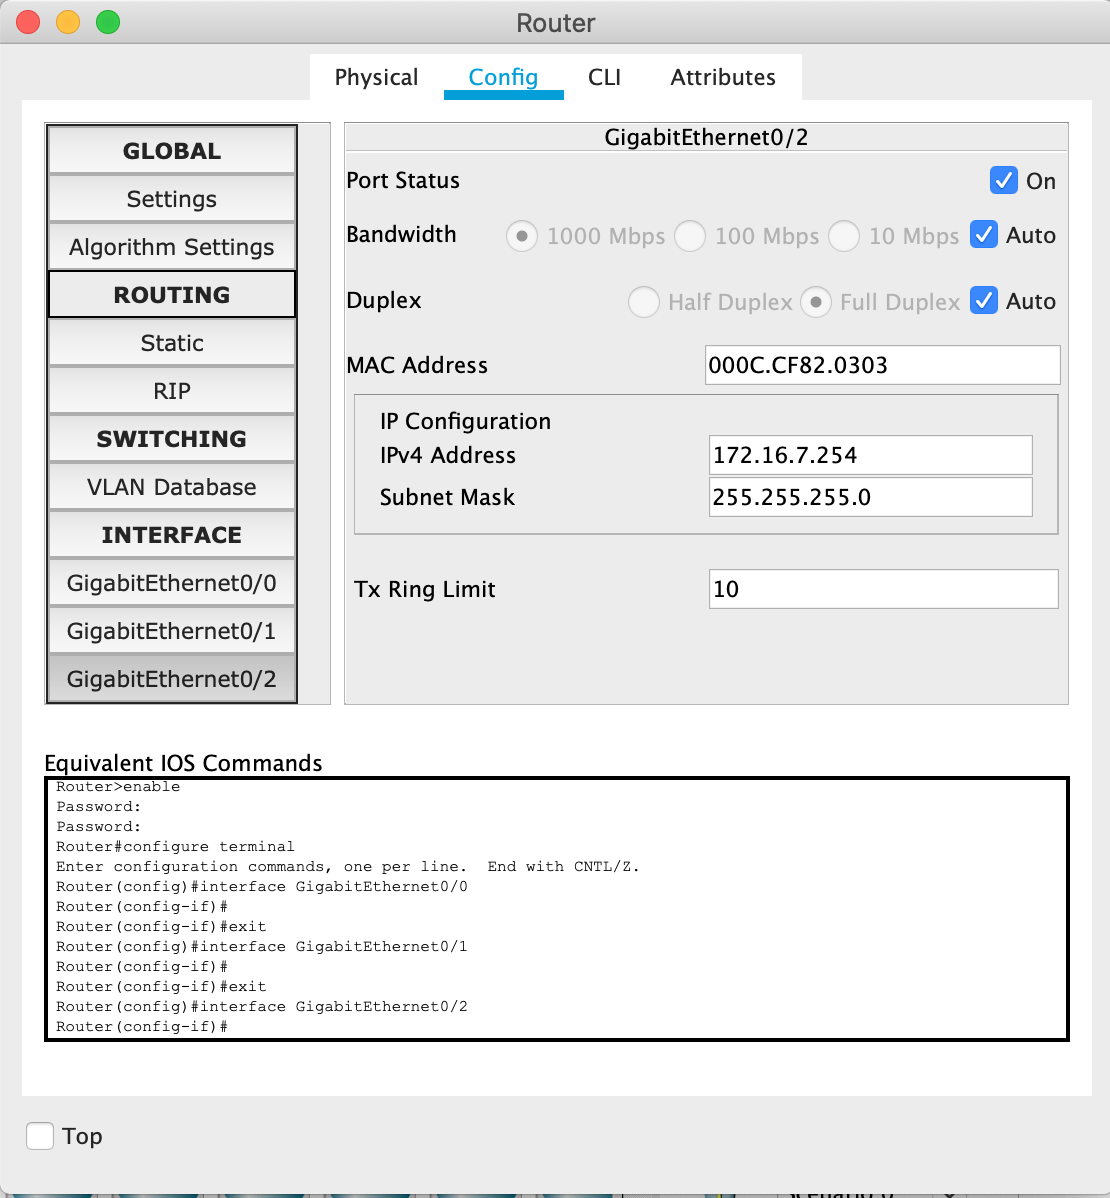 Router
Physical Config CLI Attributes
GLOBAL
Settings
Algorithm Settings
ROUTING
Static
RIP
SWITCHING
VLAN Database
INTERFACE
GigabitEthernet0/0
GigabitEthernet0/1
GigabitEthernet0/2
GigabitEthernet0/2
Port Status On
Bandwidth 1000 Mbps 100 Mbps 10 Mbps Auto
Duplex Half Duplex Full Duplex Auto
MAC Address 000C.CF82.0303
IP Configuration
IPv4 Address 172.16.7.254
Subnet Mask 255.255.255.0
Tx Ring Limit 10
Equivalent IOS Commands
Router>enable
Password:
Password:
Router#configure terminal
Enter configuration commands, one per line.  End with CNTL/Z.
Router(config)#interface GigabitEthernet0/0
Router(config-if)#
Router(config-if)#exit
Router(config)#interface GigabitEthernet0/1
Router(config-if)#
Router(config-if)#exit
Router(config)#interface GigabitEthernet0/2
Router(config-if)#
Top